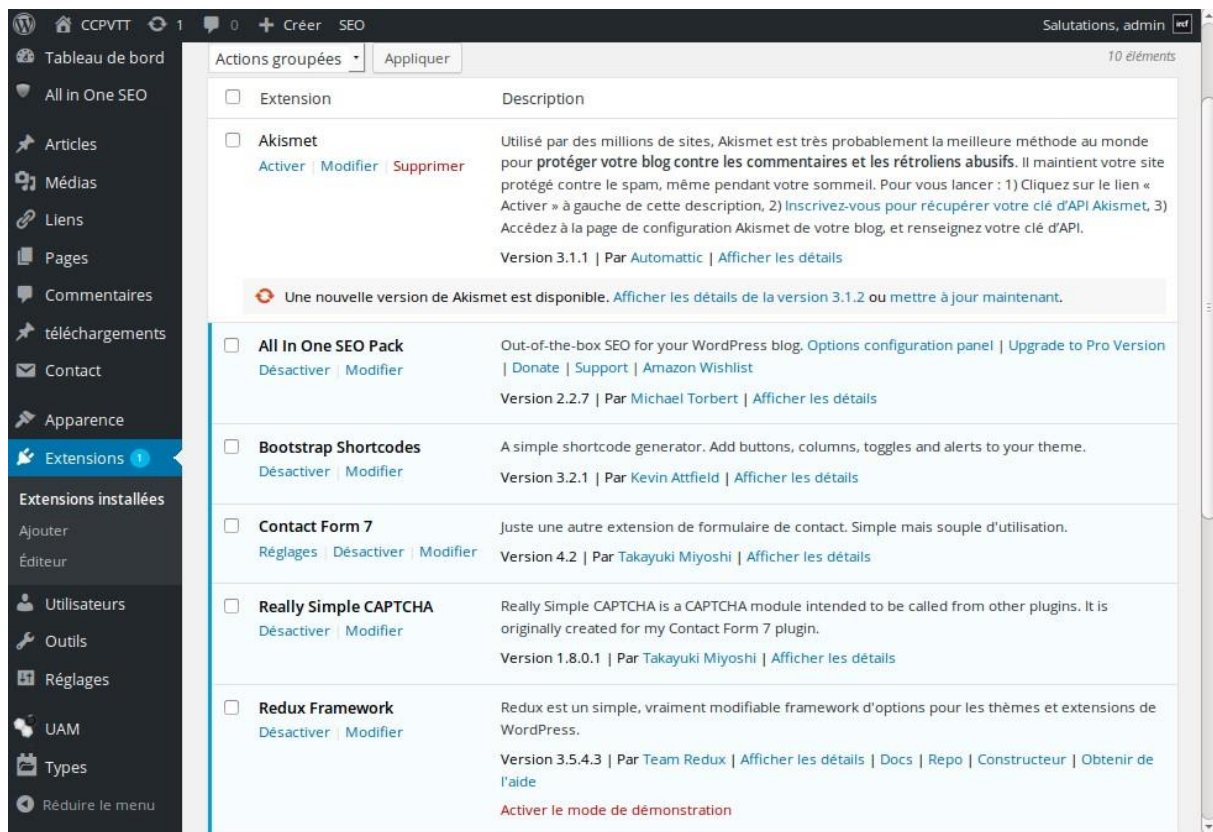 CCPVTT 1 0 + Créer SEO Salutations, admin
Tableau de bord
All in One SEO
Articles
Médias
Liens
Pages
Commentaires
téléchargements
Contact
Apparence
Extensions 1
Extensions installées
Ajouter
Éditeur
Utilisateurs
Outils
Réglages
UAM
Types
Réduire le menu
Actions groupées Appliquer 10 éléments
Extension Description
Akismet
Activer | Modifier | Supprimer
Utilisé par des millions de sites, Akismet est très probablement la meilleure méthode au monde
pour protéger votre blog contre les commentaires et les rétroliens abusifs. Il maintient votre site
protégé contre le spam, même pendant votre sommeil. Pour vous lancer : 1) Cliquez sur le lien «
Activer » à gauche de cette description, 2) Inscrivez-vous pour récupérer votre clé d'API Akismet, 3)
Accédez à la page de configuration Akismet de votre blog, et renseignez votre clé d'API.
Version 3.1.1 | Par Automattic | Afficher les détails
Une nouvelle version de Akismet est disponible. Afficher les détails de la version 3.1.2 ou mettre à jour maintenant.
All In One SEO Pack
Désactiver | Modifier
Out-of-the-box SEO for your WordPress blog. Options configuration panel | Upgrade to Pro Version
| Donate | Support | Amazon Wishlist
Version 2.2.7 | Par Michael Torbert | Afficher les détails
Bootstrap Shortcodes
Désactiver | Modifier
A simple shortcode generator. Add buttons, columns, toggles and alerts to your theme.
Version 3.2.1 | Par Kevin Attfield | Afficher les détails
Contact Form 7
Réglages | Désactiver | Modifier
Juste une autre extension de formulaire de contact. Simple mais souple d'utilisation.
Version 4.2 | Par Takayuki Miyoshi | Afficher les détails
Really Simple CAPTCHA
Désactiver | Modifier
Really Simple CAPTCHA is a CAPTCHA module intended to be called from other plugins. It is
originally created for my Contact Form 7 plugin.
Version 1.8.0.1 | Par Takayuki Miyoshi | Afficher les détails
Redux Framework
Désactiver | Modifier
Redux est un simple, vraiment modifiable framework d'options pour les thèmes et extensions de
WordPress.
Version 3.5.4.3 | Par Team Redux | Afficher les détails | Docs | Repo | Constructeur | Obtenir de
l'aide
Activer le mode de démonstration